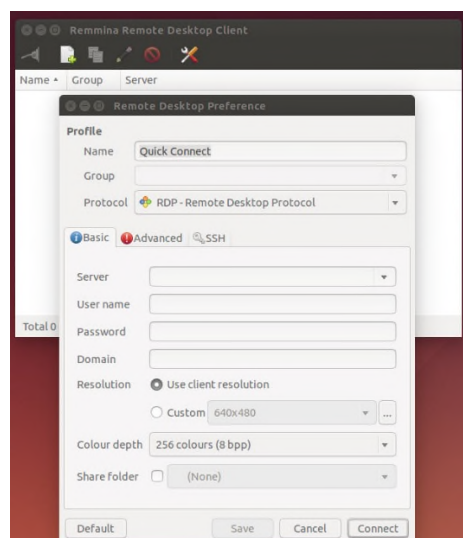 Remmina Remote Desktop Client
Name Group Server
Remote Desktop Preference
Profile
Name Quick Connect
Group
Protocol RDP - Remote Desktop Protocol
Basic Advanced SSH
Server
User name
Password
Domain
Resolution Use client resolution
Custom 640x480 ...
Colour depth 256 colours (8 bpp)
Share folder (None)
Total 0
Default Save Cancel Connect